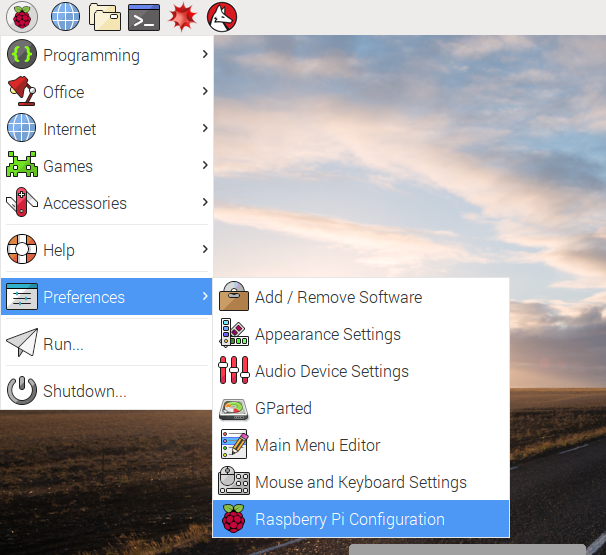 Programming
Office
Internet
Games
Accessories
Help
Preferences
Run...
Shutdown...
Add / Remove Software
Appearance Settings
Audio Device Settings
GParted
Main Menu Editor
Mouse and Keyboard Settings
Raspberry Pi Configuration